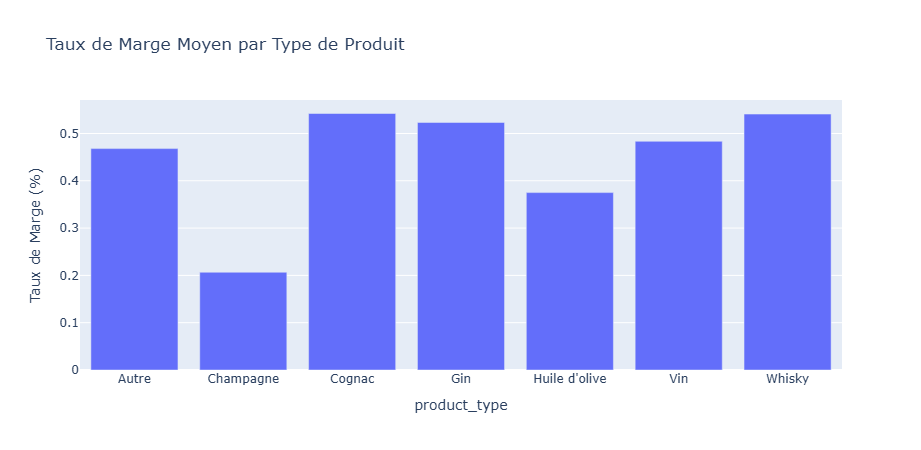 Taux de Marge Moyen par Type de Produit
Taux de Marge (%)
0.5
0.4
0.3
0.2
0.1
0
Autre Champagne Cognac Gin Huile d'olive Vin Whisky
product_type